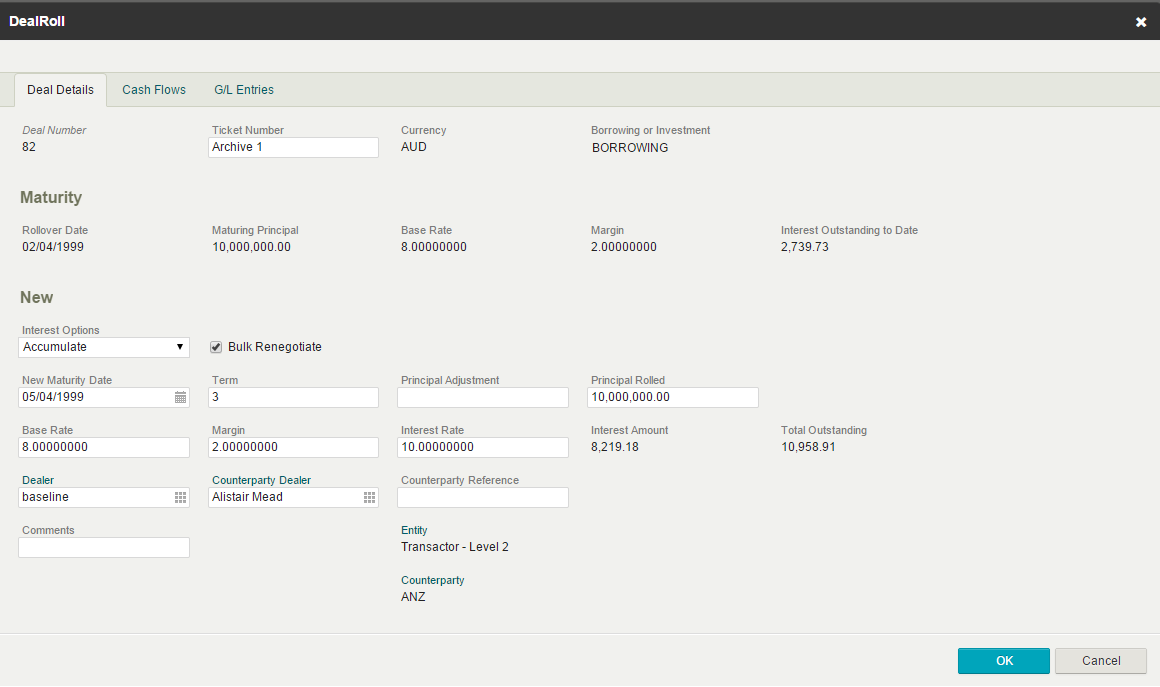 DealRoll
Deal Details Cash Flows G/L Entries
Deal Number Ticket Number Currency Borrowing or Investment
82 Archive 1 AUD BORROWING
Maturity
Rollover Date Maturing Principal Base Rate Margin Interest Outstanding to Date
02/04/1999 10,000,000.00 8.00000000 2.00000000 2,739.73
New
Interest Options
Accumulate Bulk Renegotiate
New Maturity Date Term Principal Adjustment Principal Rolled
05/04/1999 3 10,000,000.00
Base Rate Margin Interest Rate Interest Amount Total Outstanding
8.00000000 2.00000000 10.00000000 8,219.18 10,958.91
Dealer Counterparty Dealer Counterparty Reference
baseline Alistair Mead
Comments Entity
Transactor - Level 2
Counterparty
ANZ
OK Cancel